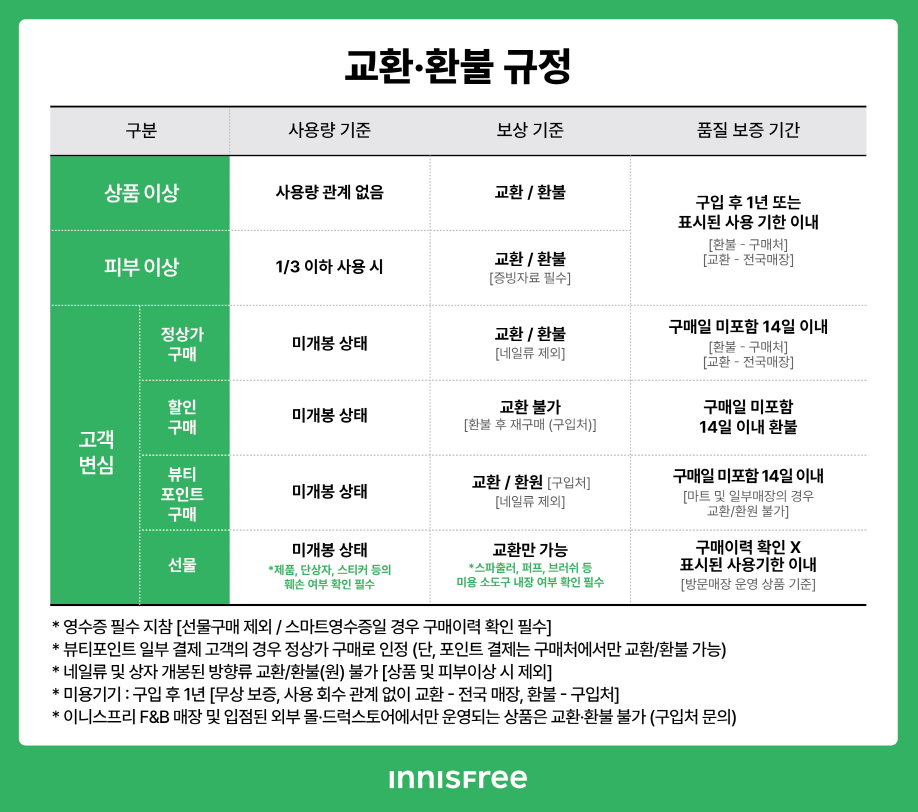 교환·환불 규정
구분
사용량 기준
보상 기준
품질 보증 기간
상품 이상
사용량 관계 없음
교환 / 환불
구입 후 1년 또는
표시된 사용 기한 이내
[환불 - 구매처]
[교환 - 전국매장]
피부 이상
1/3 이하 사용 시
교환 / 환불
[증빙자료 필수]
고객
변심
정상가
구매
미개봉 상태
교환 / 환불
[네일류 제외]
구매일 미포함 14일 이내
[환불 - 구매처]
[교환 - 전국매장]
할인
구매
미개봉 상태
교환 불가
[환불 후 재구매 (구입처)]
구매일 미포함
14일 이내 환불
뷰티
포인트
구매
미개봉 상태
교환 / 환원 [구입처]
[네일류 제외]
구매일 미포함 14일 이내
[마트 및 일부매장의 경우
교환/환원 불가]
선물
미개봉 상태
*제품, 단상자, 스티커 등의
훼손 여부 확인 필수
교환만 가능
*스파출러, 퍼프, 브러쉬 등
미용 소도구 내장 여부 확인 필수
구매이력 확인 X
표시된 사용기한 이내
[방문매장 운영 상품 기준]
* 영수증 필수 지참 [선물구매 제외 / 스마트영수증일 경우 구매이력 확인 필수]
* 뷰티포인트 일부 결제 고객의 경우 정상가 구매로 인정 (단, 포인트 결제는 구매처에서만 교환/환불 가능)
* 네일류 및 상자 개봉된 방향류 교환/환불(원) 불가 [상품 및 피부이상 시 제외]
* 미용기기 : 구입 후 1년 [무상 보증, 사용 회수 관계 없이 교환 - 전국 매장, 환불 - 구입처]
* 이니스프리 F&B 매장 및 입점된 외부 몰·드럭스토어에서만 운영되는 상품은 교환·환불 불가 (구입처 문의)
innisfree